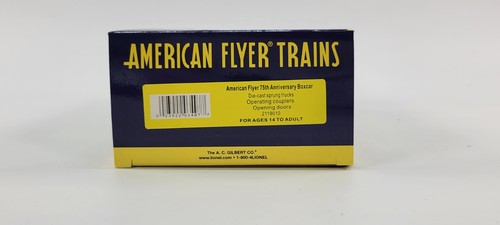 AMERICAN FLYER® TRAINS
American Flyer 75th Anniversary Boxcar
Die-cast sprung trucks
Operating couplers
Opening doors
2119013
FOR AGES 14 TO ADULT
The A. C. GILBERT CO.®
www.lionel.com • 1-800-4LIONEL